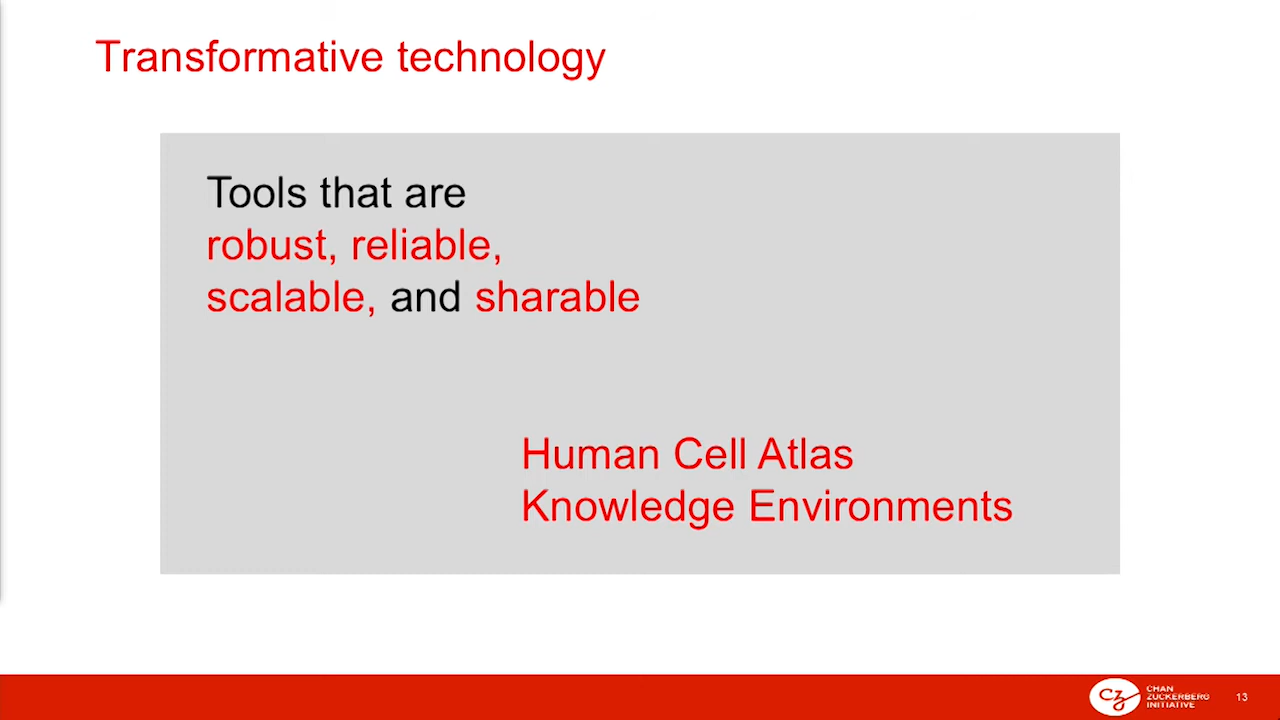 Transformative technology
Tools that are
robust, reliable,
scalable, and sharable
Human Cell Atlas
Knowledge Environments
CZ
CHAN
ZUCKERBERG
INITIATIVE
13